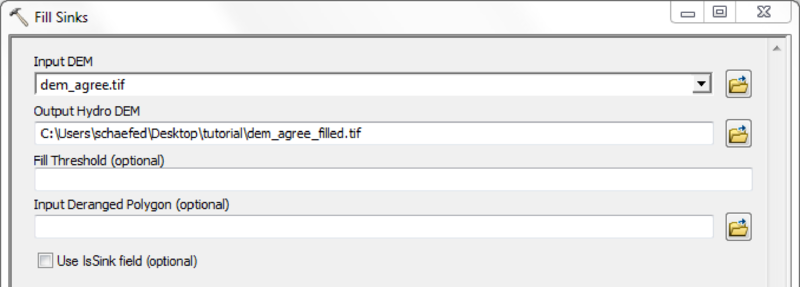 Fill Sinks
Input DEM
dem_agree.tif
Output Hydro DEM
C:\Users\schaefed\Desktop\tutorial\dem_agree_filled.tif
Fill Threshold (optional)
Input Deranged Polygon (optional)
Use IsSink field (optional)